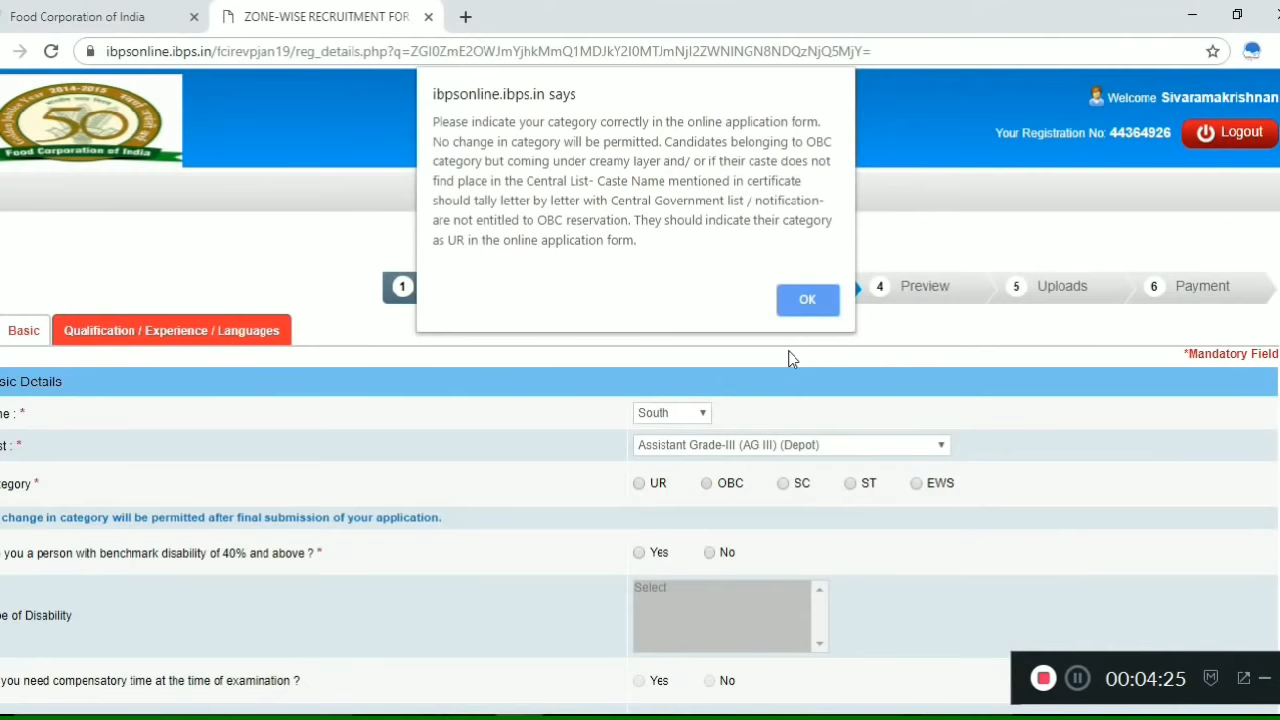 Food Corporation of India
ZONE-WISE RECRUITMENT FOR
ibpsonline.ibps.in/fcirevpjan19/reg_details.php?q=ZGI0ZmE2OWJmYjhkMmQ1MDJkY2I0MTJmNjI2ZWNINGN8NDQzNjQ5MjY=
50
Food Corporation of India
ibpsonline.ibps.in says
Please indicate your category correctly in the online application form.
No change in category will be permitted. Candidates belonging to OBC
category but coming under creamy layer and/ or if their caste does not
find place in the Central List- Caste Name mentioned in certificate
should tally letter by letter with Central Government list / notification-
are not entitled to OBC reservation. They should indicate their category
as UR in the online application form.
OK
Welcome Sivaramakrishnan
Your Registration No: 44364926 Logout
1 4 Preview 5 Uploads 6 Payment
Basic Qualification / Experience / Languages
*Mandatory Field
sic Details
ne : * South
st : * Assistant Grade-III (AG III) (Depot)
egory * UR OBC SC ST EWS
change in category will be permitted after final submission of your application.
you a person with benchmark disability of 40% and above ? * Yes No
Select
pe of Disability
you need compensatory time at the time of examination ? Yes No
00:04:25